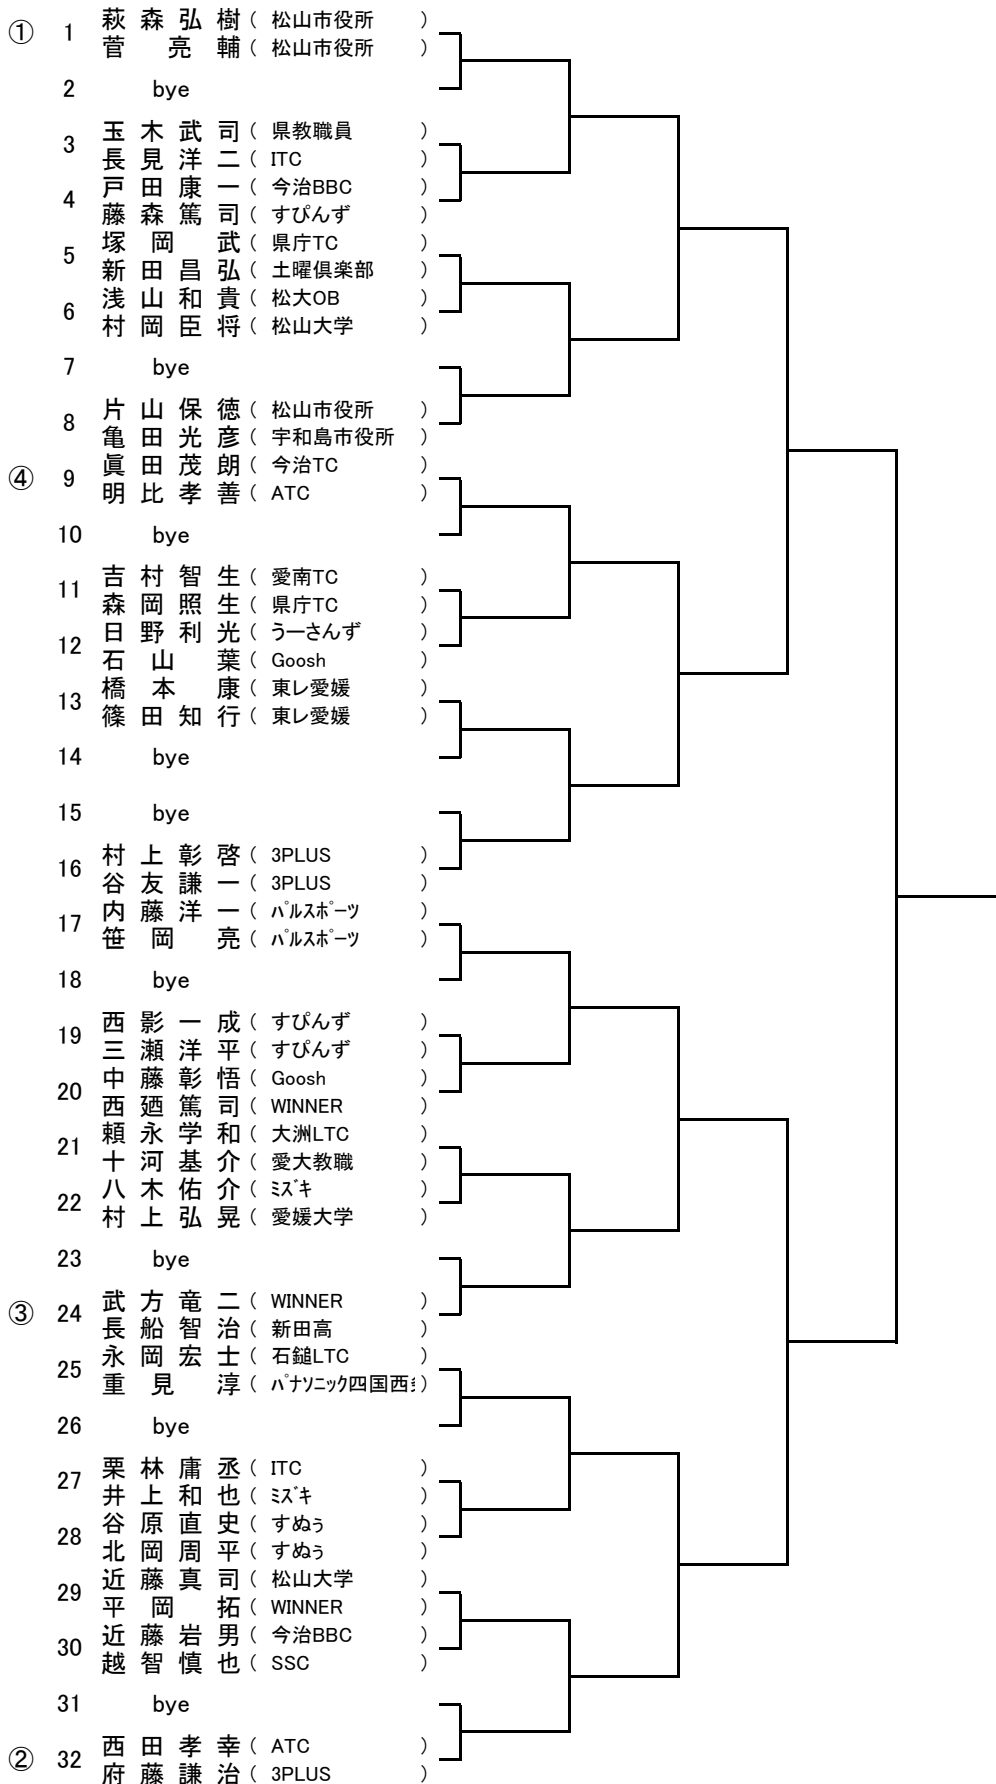 ① 1 萩森弘樹 ( 松山市役所 )
菅 亮輔 ( 松山市役所 )
2 bye
3 玉木武司 ( 県教職員 )
長見洋二 ( ITC )
4 戸田康一 ( 今治BBC )
藤森篤司 ( すぴんず )
5 塚岡 武 ( 県庁TC )
新田昌弘 ( 土曜倶楽部 )
6 浅山和貴 ( 松大OB )
村岡臣将 ( 松山大学 )
7 bye
8 片山保徳 ( 松山市役所 )
亀田光彦 ( 宇和島市役所 )
④ 9 眞田茂朗 ( 今治TC )
明比孝善 ( ATC )
10 bye
11 吉村智生 ( 愛南TC )
森岡照生 ( 県庁TC )
12 日野利光 ( うーさんず )
石山 葉 ( Goosh )
13 橋本 康 ( 東レ愛媛 )
篠田知行 ( 東レ愛媛 )
14 bye
15 bye
16 村上彰啓 ( 3PLUS )
谷友謙一 ( 3PLUS )
17 内藤洋一 ( ﾊﾟﾙｽﾎﾟｰﾂ )
笹岡 亮 ( ﾊﾟﾙｽﾎﾟｰﾂ )
18 bye
19 西影一成 ( すぴんず )
三瀬洋平 ( すぴんず )
20 中藤彰悟 ( Goosh )
西廼篤司 ( WINNER )
21 頼永学和 ( 大洲LTC )
十河基介 ( 愛大教職 )
22 八木佑介 ( ﾐｽﾞｷ )
村上弘晃 ( 愛媛大学 )
23 bye
③ 24 武方竜二 ( WINNER )
長船智治 ( 新田高 )
25 永岡宏士 ( 石鎚LTC )
重見 淳 ( ﾊﾟﾅｿﾆｯｸ四国西 )
26 bye
27 栗林庸丞 ( ITC )
井上和也 ( ﾐｽﾞｷ )
28 谷原直史 ( すぬぅ )
北岡周平 ( すぬぅ )
29 近藤真司 ( 松山大学 )
平岡 拓 ( WINNER )
30 近藤岩男 ( 今治BBC )
越智慎也 ( SSC )
31 bye
② 32 西田孝幸 ( ATC )
府藤謙治 ( 3PLUS )